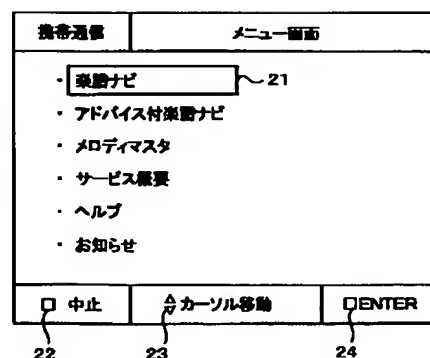 携帯通信 メニュー画面
・ 楽譜ナビ 21
・ アドバイス付楽譜ナビ
・ メロディマスタ
・ サービス概要
・ ヘルプ
・ お知らせ
□ 中止 △▽ カーソル移動 □ENTER
22 23 24